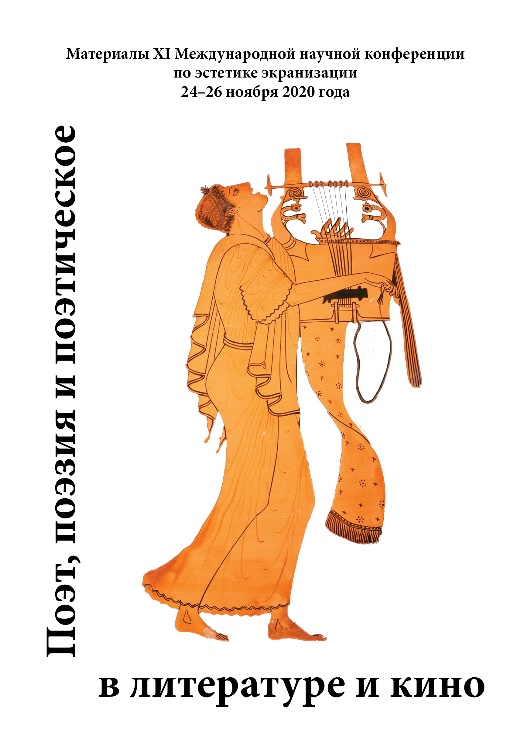 Материалы XI Международной научной конференции
по эстетике экранизации
24–26 ноября 2020 года
Поэт, поэзия и поэтическое
в литературе и кино